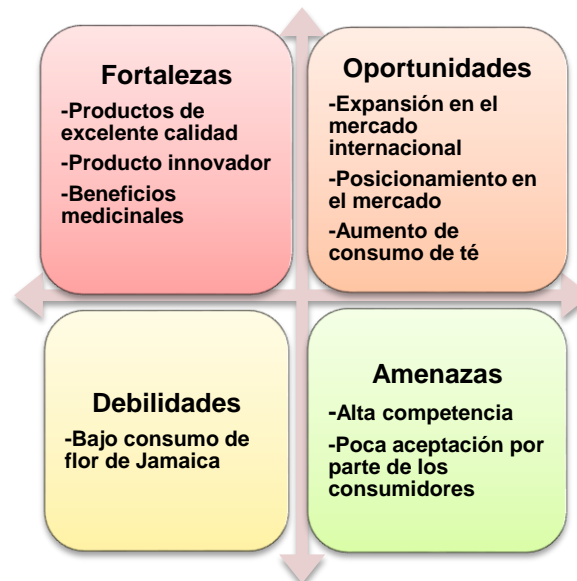 Fortalezas
-Productos de
excelente calidad
-Producto innovador
-Beneficios
medicinales
Oportunidades
-Expansión en el
mercado
internacional
-Posicionamiento en
el mercado
-Aumento de
consumo de té
Debilidades
-Bajo consumo de
flor de Jamaica
Amenazas
-Alta competencia
-Poca aceptación por
parte de los
consumidores